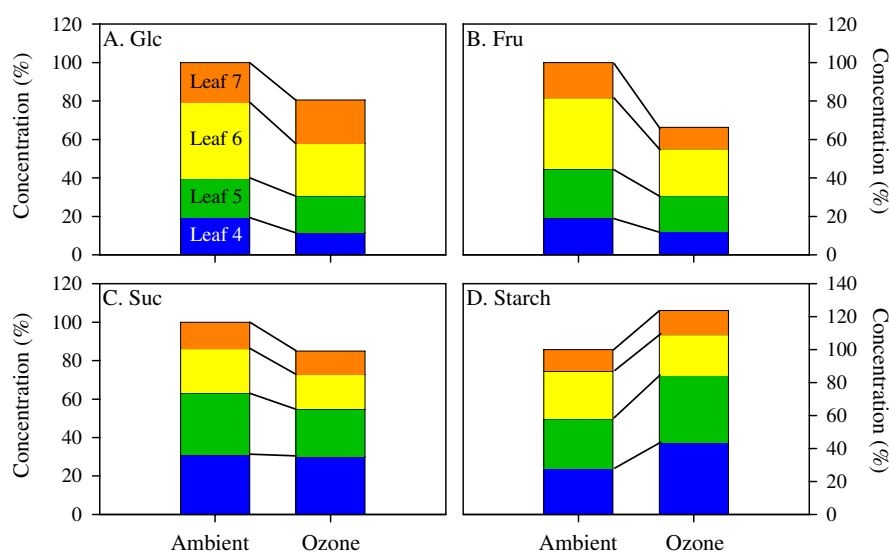 A. Glc
B. Fru
120
100
80
60
40
20
0
Concentration (%)
Leaf 7
Leaf 6
Leaf 5
Leaf 4
120
100
80
60
40
20
0
Concentration (%)
C. Suc
D. Starch
120
100
80
60
40
20
0
Concentration (%)
140
120
100
80
60
40
20
0
Concentration (%)
Ambient Ozone
Ambient Ozone